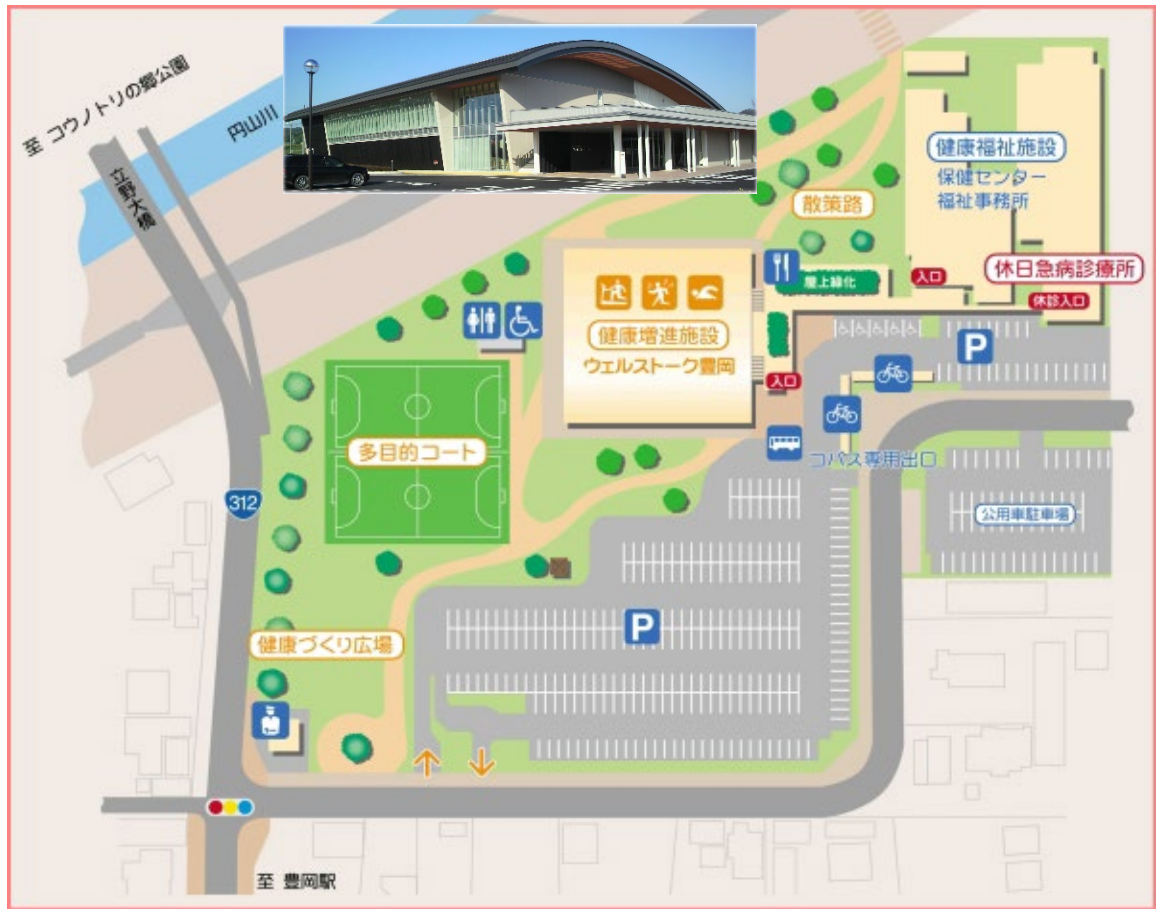 至 コウノトリの郷公園
円山川
立野大橋
健康福祉施設
保健センター
福祉事務所
散策路
休日急病診療所
入口
屋上緑化
休診入口
健康増進施設
ウェルストーク豊岡
P
入口
多目的コート
コバス専用出口
312
公用車駐車場
P
健康づくり広場
至 豊岡駅